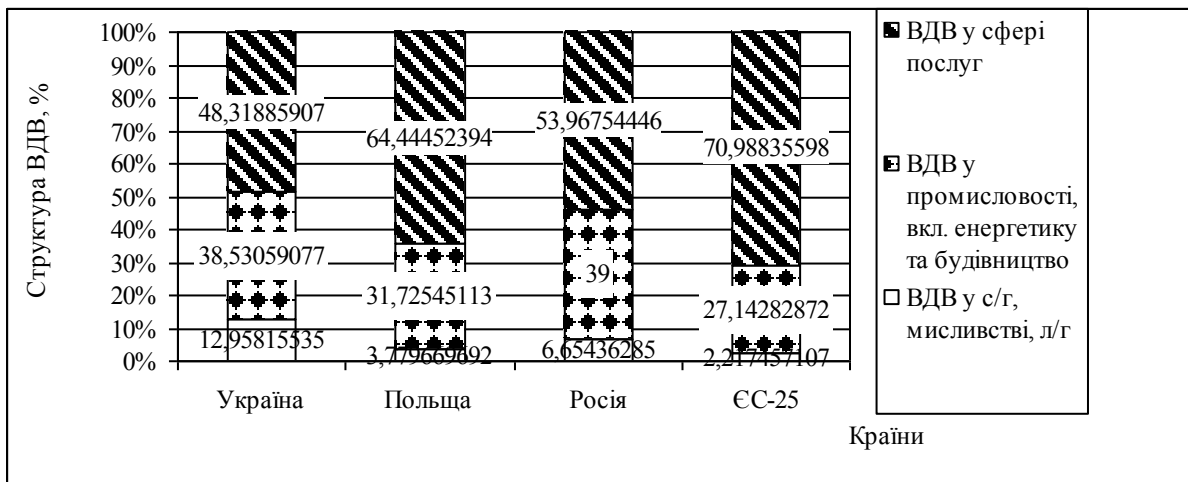 Структура ВДВ, %
100%
90%
80%
70%
60%
50%
40%
30%
20%
10%
0%
48,31885907
64,44452394
53,96754446
70,98835598
38,53059077
31,72545113
39
27,14282872
12,95815535
3,779669692
6,65436285
2,217457107
Україна
Польща
Росія
ЄС-25
Країни
ВДВ у сфері
послуг
ВДВ у
промисловості,
вкл. енергетику
та будівництво
ВДВ у с/г,
мисливстві, л/г